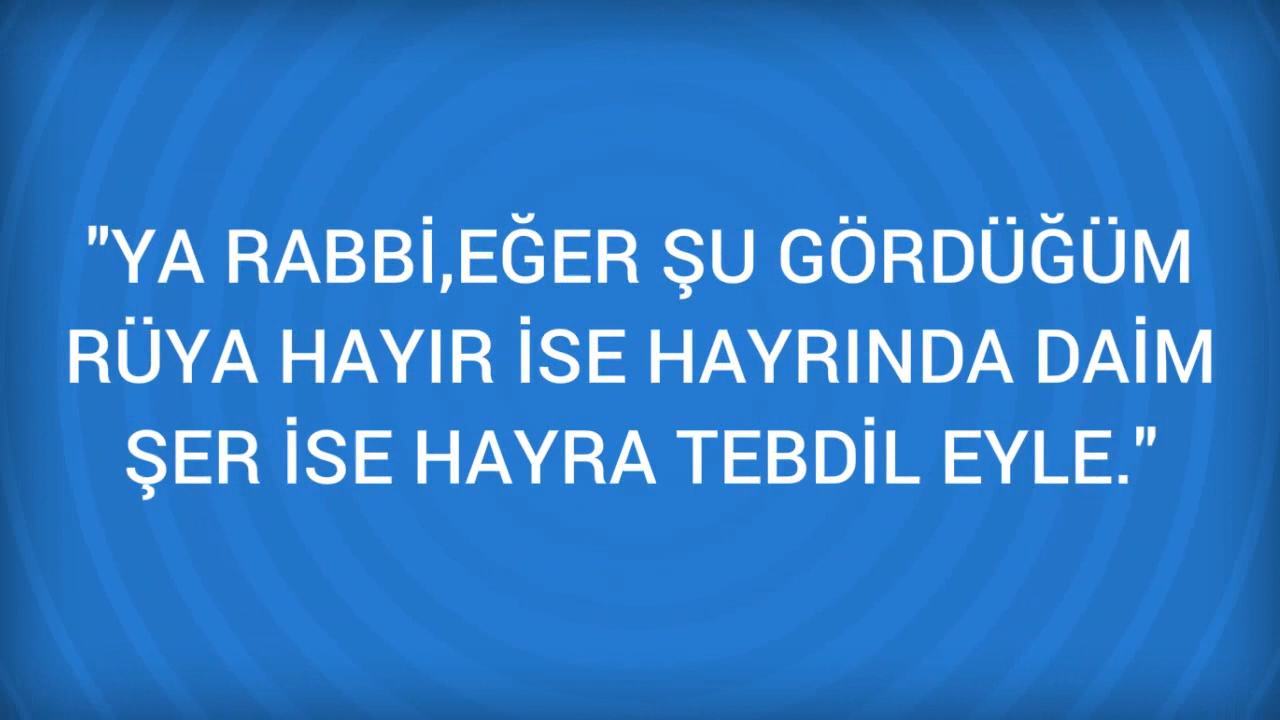 "YA RABBİ,EĞER ŞU GÖRDÜĞÜM
RÜYA HAYIR İSE HAYRINDA DAİM
ŞER İSE HAYRA TEBDİL EYLE."